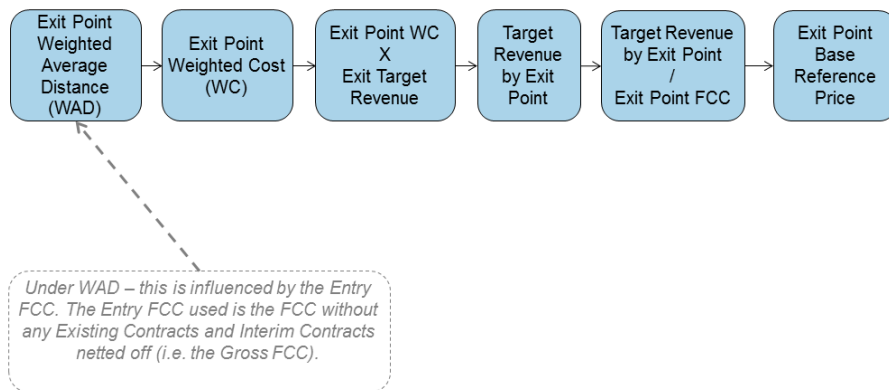 Exit Point
Weighted
Average
Distance
(WAD)
Exit Point
Weighted Cost
(WC)
Exit Point WC
X
Exit Target
Revenue
Target
Revenue
by Exit
Point
Target Revenue
by Exit Point
/
Exit Point FCC
Exit Point
Base
Reference
Price
Under WAD – this is influenced by the Entry
FCC. The Entry FCC used is the FCC without
any Existing Contracts and Interim Contracts
netted off (i.e. the Gross FCC).